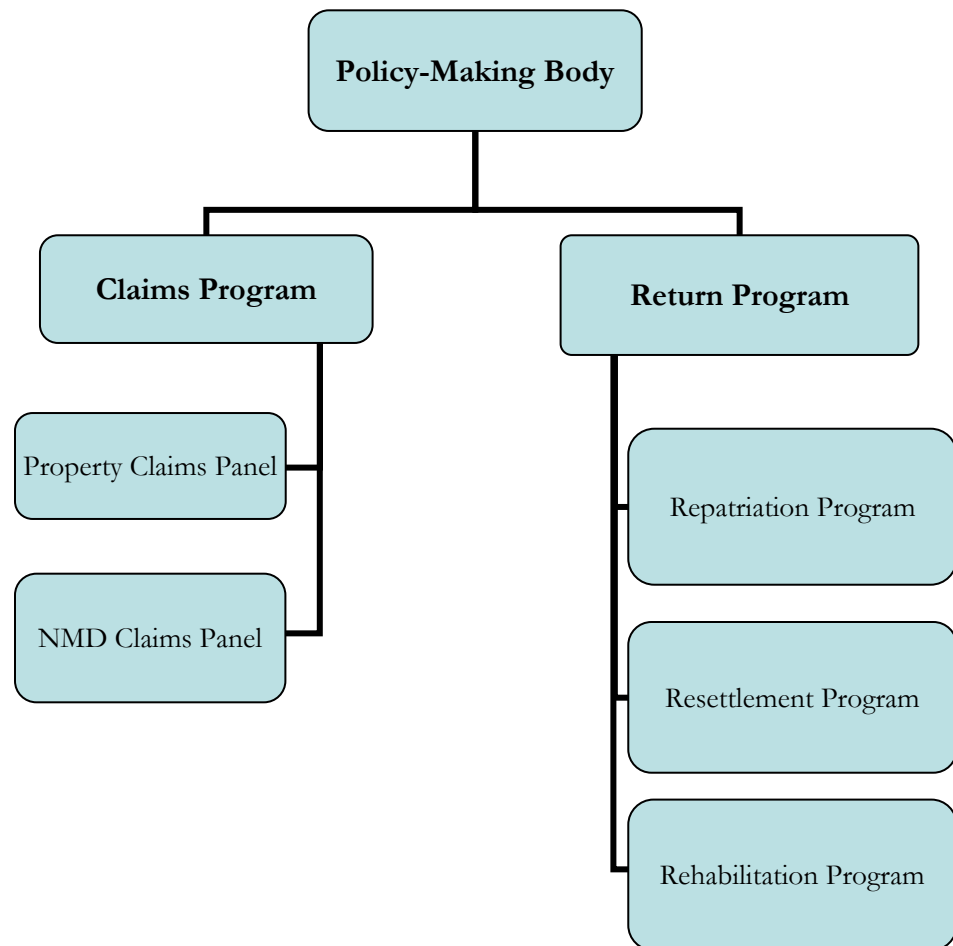 Policy-Making Body
Claims Program
Return Program
Property Claims Panel
Repatriation Program
NMD Claims Panel
Resettlement Program
Rehabilitation Program